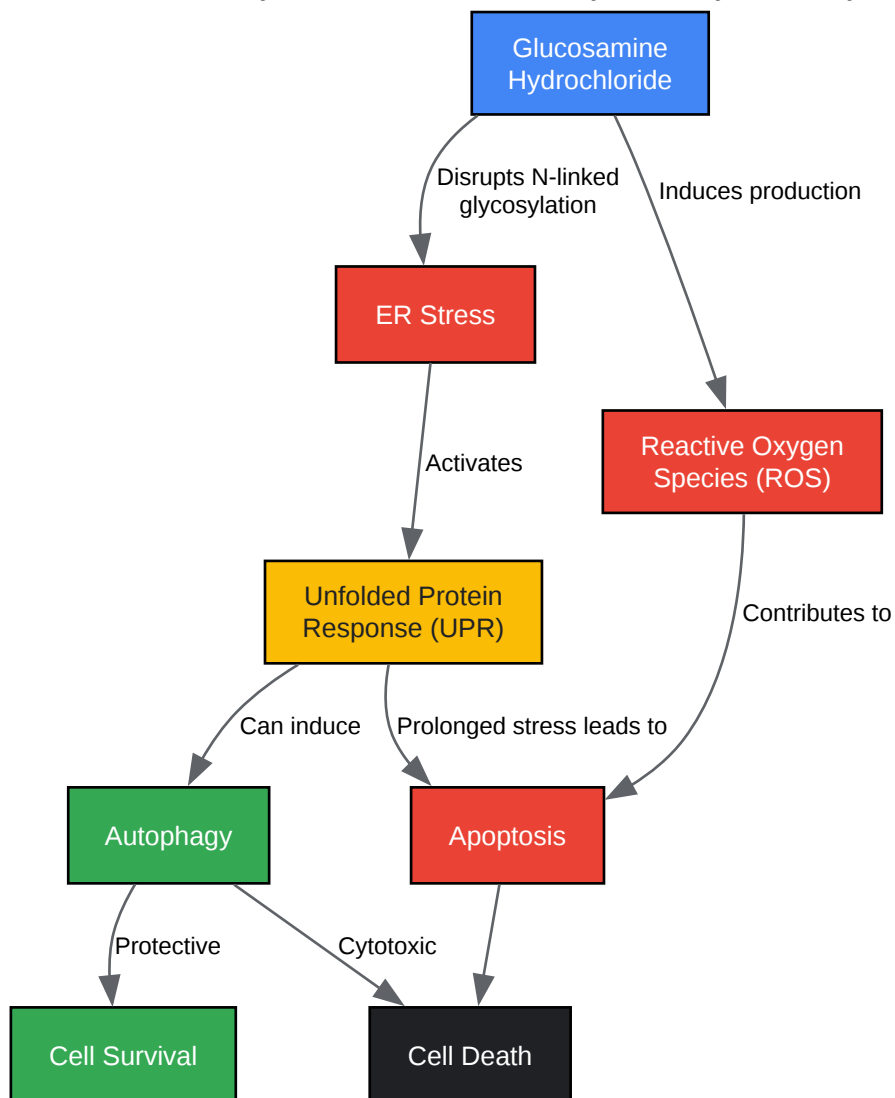 Glucosamine
Hydrochloride
Disrupts N-linked
glycosylation
Induces production
ER Stress
Reactive Oxygen
Species (ROS)
Activates
Unfolded Protein
Response (UPR)
Contributes to
Can induce
Prolonged stress leads to
Autophagy
Apoptosis
Protective
Cytotoxic
Cell Survival
Cell Death